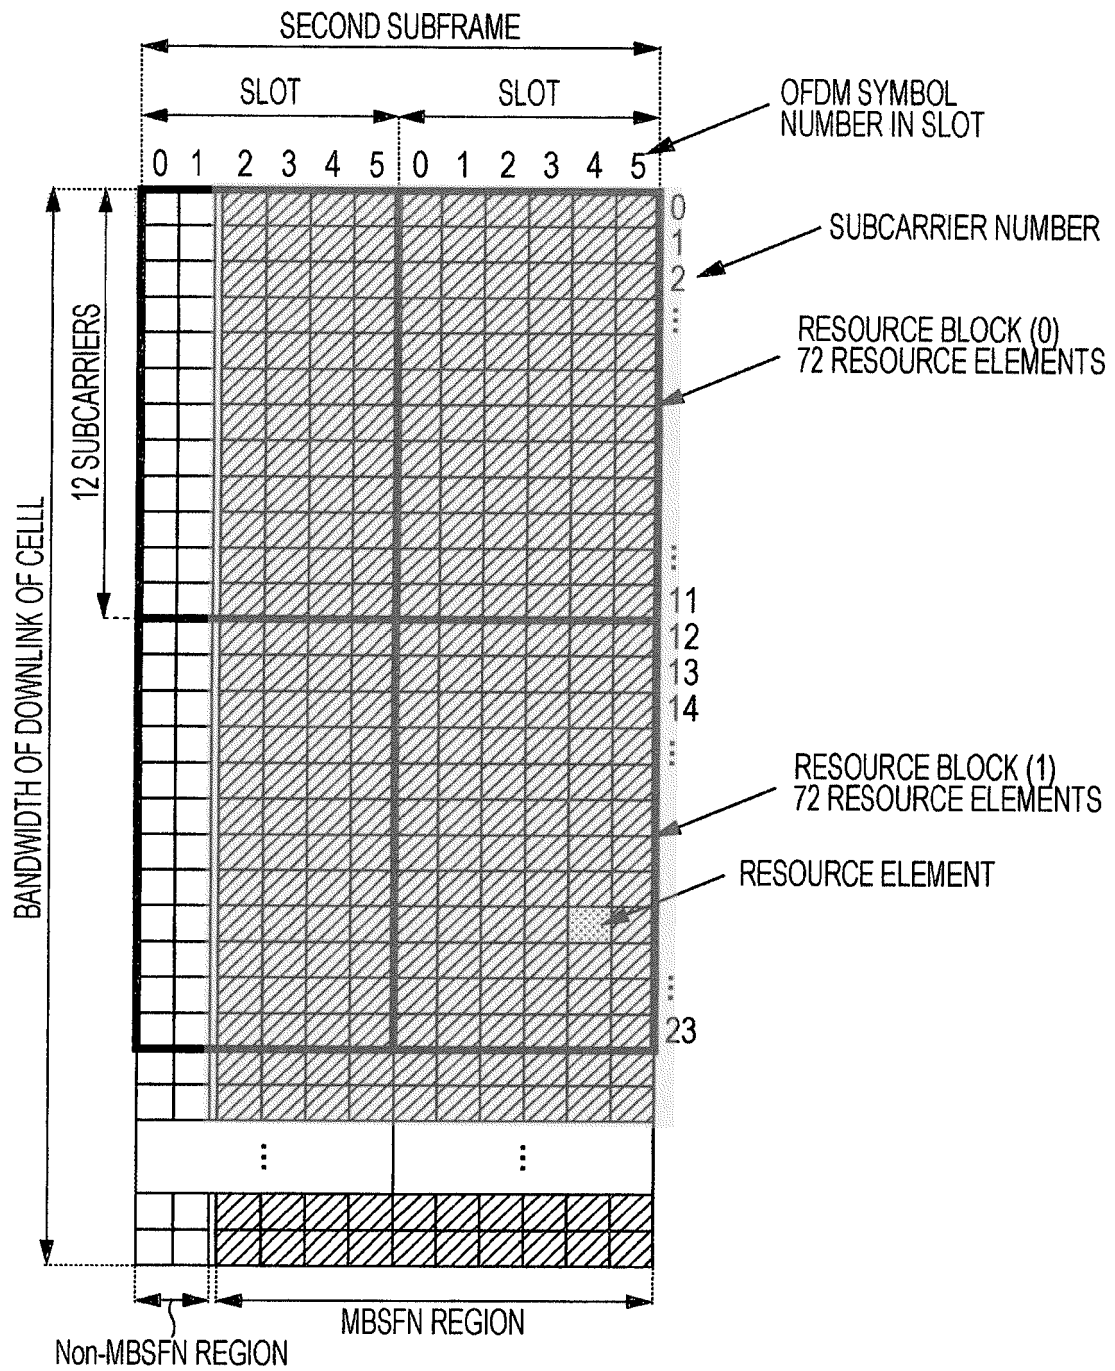 SECOND SUBFRAME
SLOT SLOT
OFDM SYMBOL
NUMBER IN SLOT
0 1 2 3 4 5 0 1 2 3 4 5
0
1
SUBCARRIER NUMBER
2
...
12 SUBCARRIERS
RESOURCE BLOCK (0)
72 RESOURCE ELEMENTS
...
11
12
13
14
...
BANDWIDTH OF DOWNLINK OF CELLL
RESOURCE BLOCK (1)
72 RESOURCE ELEMENTS
RESOURCE ELEMENT
...
23
... ...
MBSFN REGION
Non-MBSFN REGION